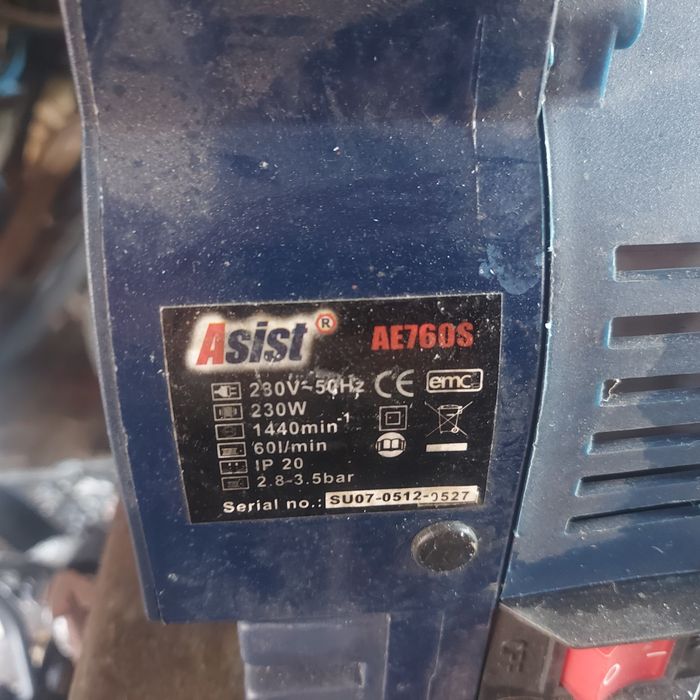 Asist ® AE760S
230V~50Hz CE emc
230W
1440min-1
60l/min
IP 20
2.8-3.5bar
Serial no.: SU07-0512-0527